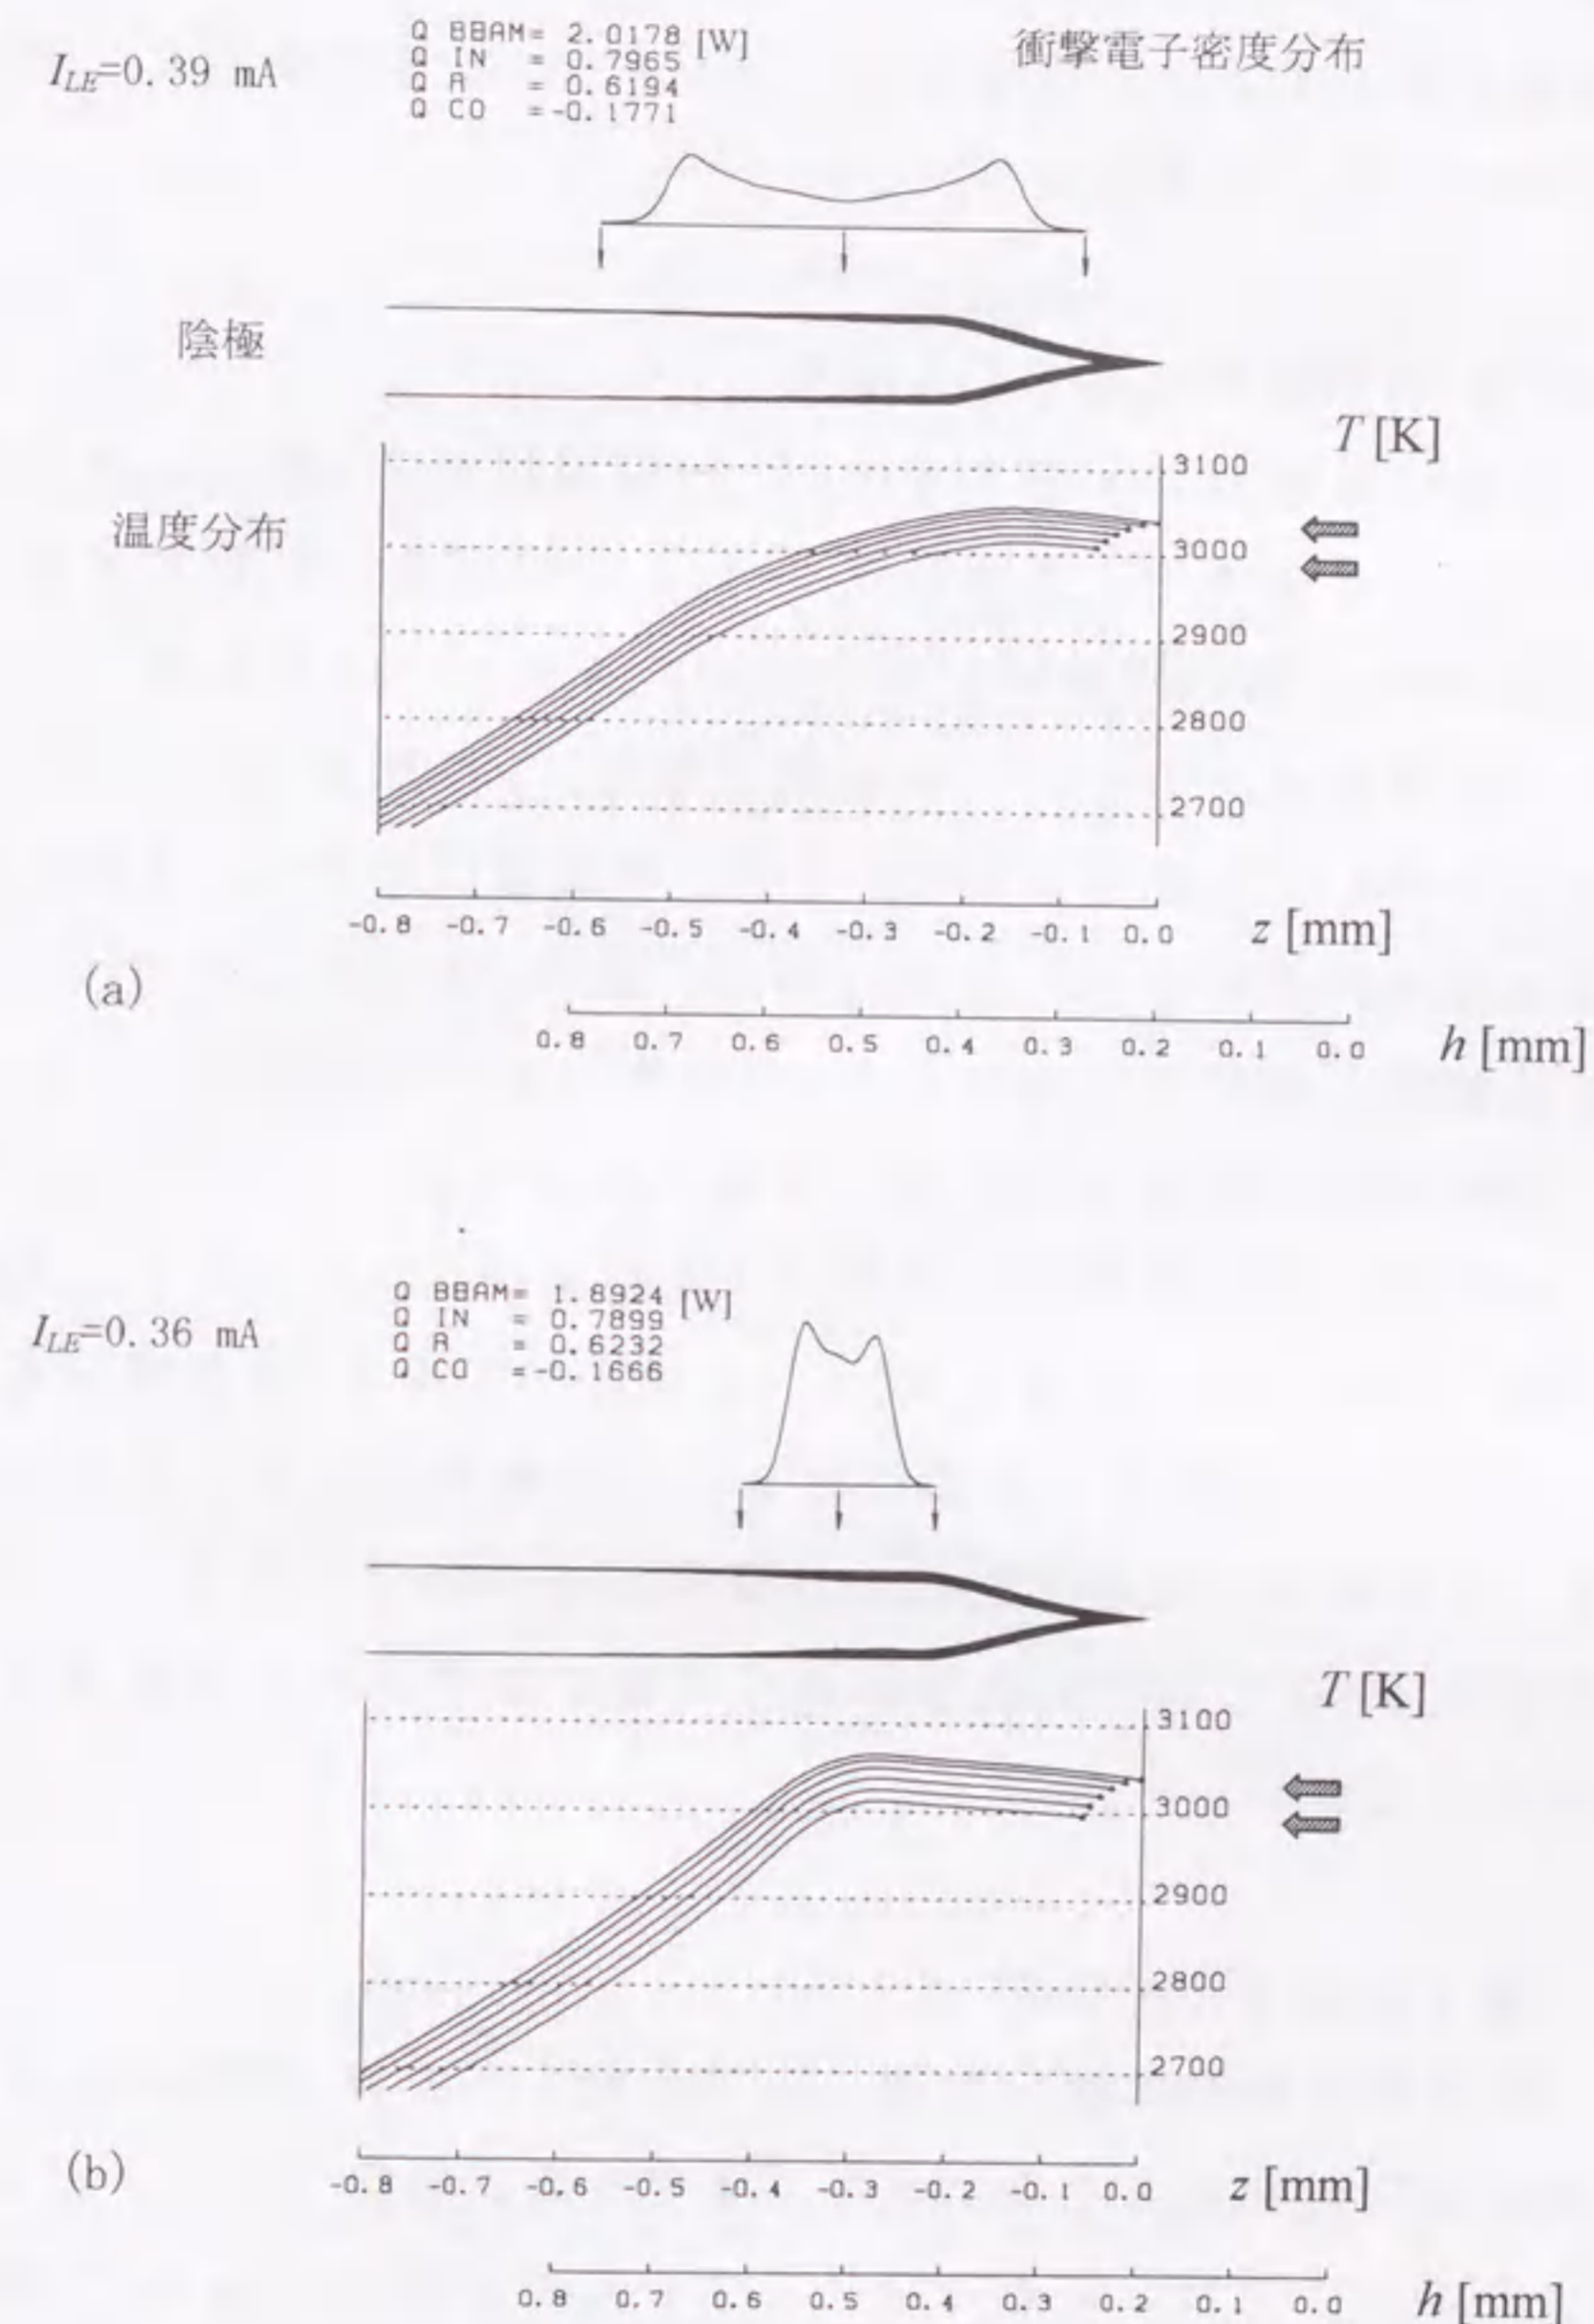 I_LE=0.39 mA
Q BBAM= 2.0178 [W]
Q IN = 0.7965
Q R = 0.6194
Q CO =-0.1771
衝撃電子密度分布
陰極
T [K]
温度分布
3100
3000
2900
2800
2700
-0.8 -0.7 -0.6 -0.5 -0.4 -0.3 -0.2 -0.1 0.0 z [mm]
(a)
0.8 0.7 0.6 0.5 0.4 0.3 0.2 0.1 0.0 h [mm]
I_LE=0.36 mA
Q BBAM= 1.8924 [W]
Q IN = 0.7899
Q R = 0.6232
Q CO =-0.1666
T [K]
3100
3000
2900
2800
2700
(b)
-0.8 -0.7 -0.6 -0.5 -0.4 -0.3 -0.2 -0.1 0.0 z [mm]
0.8 0.7 0.6 0.5 0.4 0.3 0.2 0.1 0.0 h [mm]